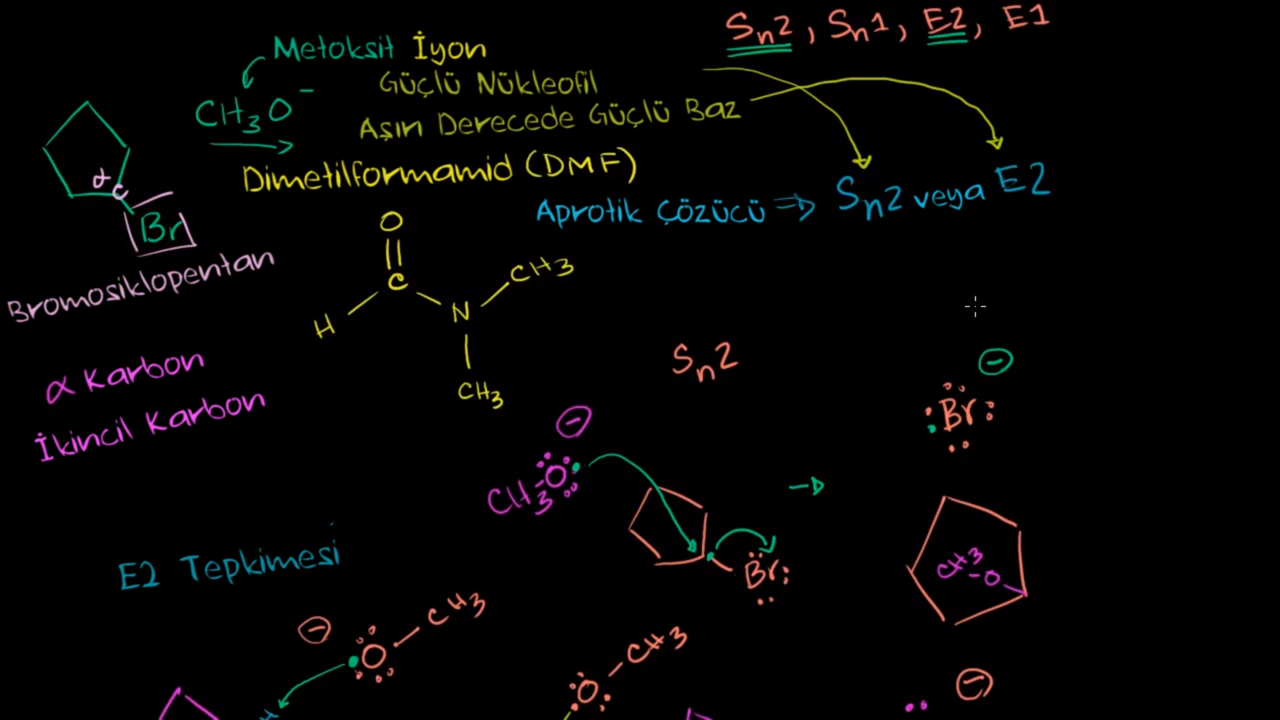 Sn2, Sn1, E2, E1
Metoksit İyon
CH3O⁻
Güçlü Nükleofil
Aşırı Derecede Güçlü Baz
Dimetilformamid (DMF)
Aprotik Çözücü ⇒ Sn2 veya E2
α C
Br
Bromosiklopentan
O
C
H
N
CH3
CH3
α Karbon
İkincil Karbon
Sn2
CH3-O
Br
Br
CH3-O
E2 Tepkimesi
O-CH3
O-CH3
H